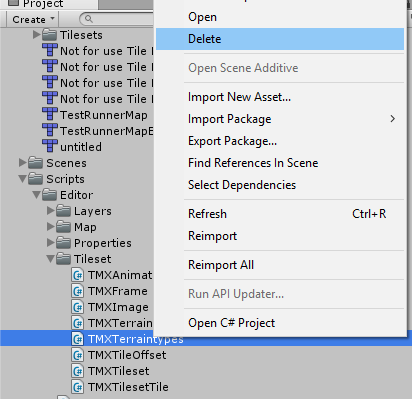 Project
Create
Tilesets
Not for use Tile
Not for use Tile
Not for use Tile
Not for use Tile
TestRunnerMap
TestRunnerMap
untitled
Scenes
Scripts
Editor
Layers
Map
Properties
Tileset
TMXAnimat
TMXFrame
TMXImage
TMXTerrain
TMXTerraintypes
TMXTileOffset
TMXTileset
TMXTilesetTile
Open
Delete
Open Scene Additive
Import New Asset...
Import Package
Export Package...
Find References In Scene
Select Dependencies
Refresh Ctrl+R
Reimport
Reimport All
Run API Updater...
Open C# Project